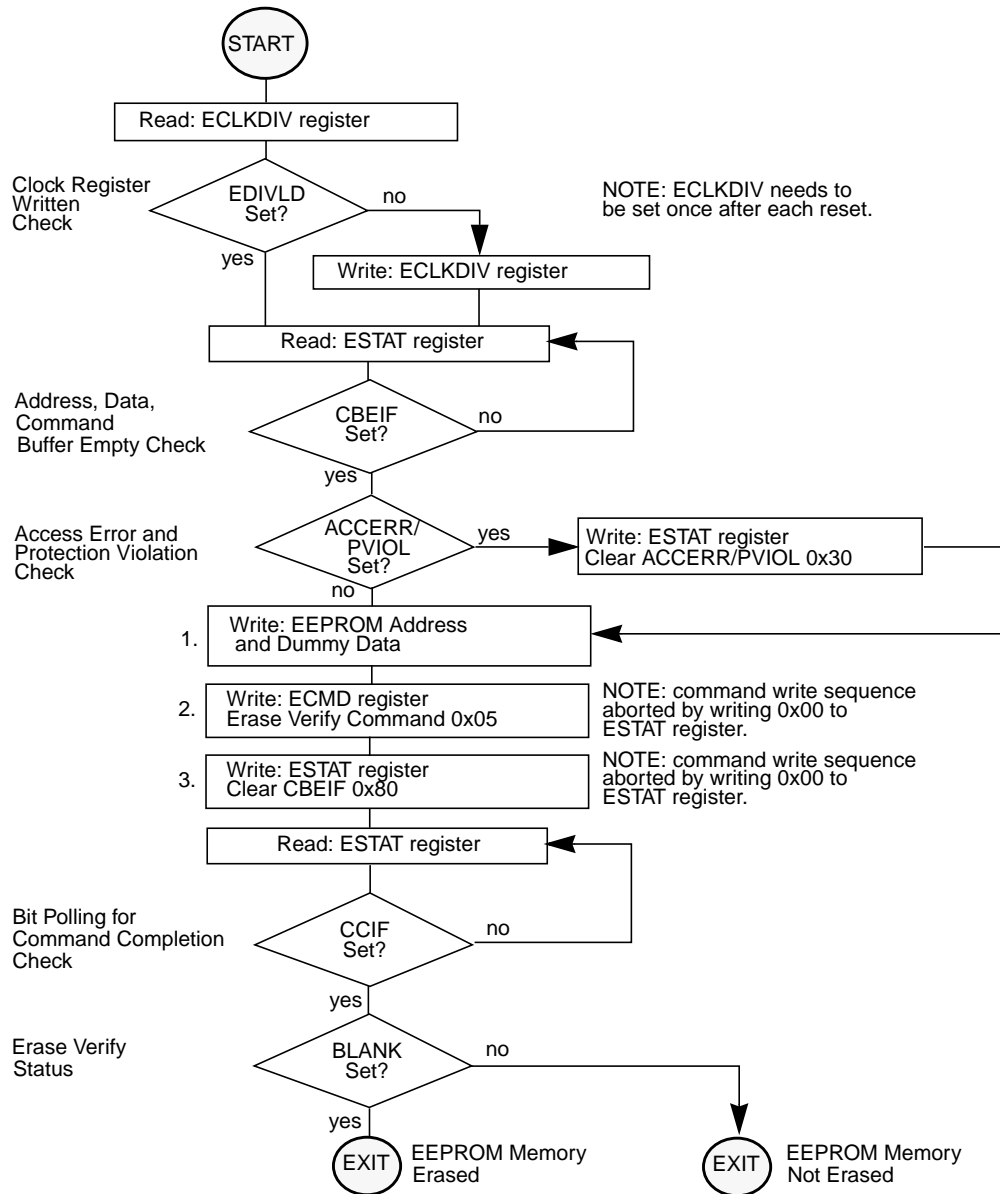 START
Read: ECLKDIV register
Clock Register
Written
Check
EDIVLD
Set?
no
yes
NOTE: ECLKDIV needs to
be set once after each reset.
Write: ECLKDIV register
Read: ESTAT register
Address, Data,
Command
Buffer Empty Check
CBEIF
Set?
no
yes
Access Error and
Protection Violation
Check
ACCERR/
PVIOL
Set?
yes
no
Write: ESTAT register
Clear ACCERR/PVIOL 0x30
1.
Write: EEPROM Address
and Dummy Data
2.
Write: ECMD register
Erase Verify Command 0x05
NOTE: command write sequence
aborted by writing 0x00 to
ESTAT register.
3.
Write: ESTAT register
Clear CBEIF 0x80
NOTE: command write sequence
aborted by writing 0x00 to
ESTAT register.
Read: ESTAT register
Bit Polling for
Command Completion
Check
CCIF
Set?
no
yes
Erase Verify
Status
BLANK
Set?
no
yes
EXIT
EEPROM Memory
Erased
EXIT
EEPROM Memory
Not Erased